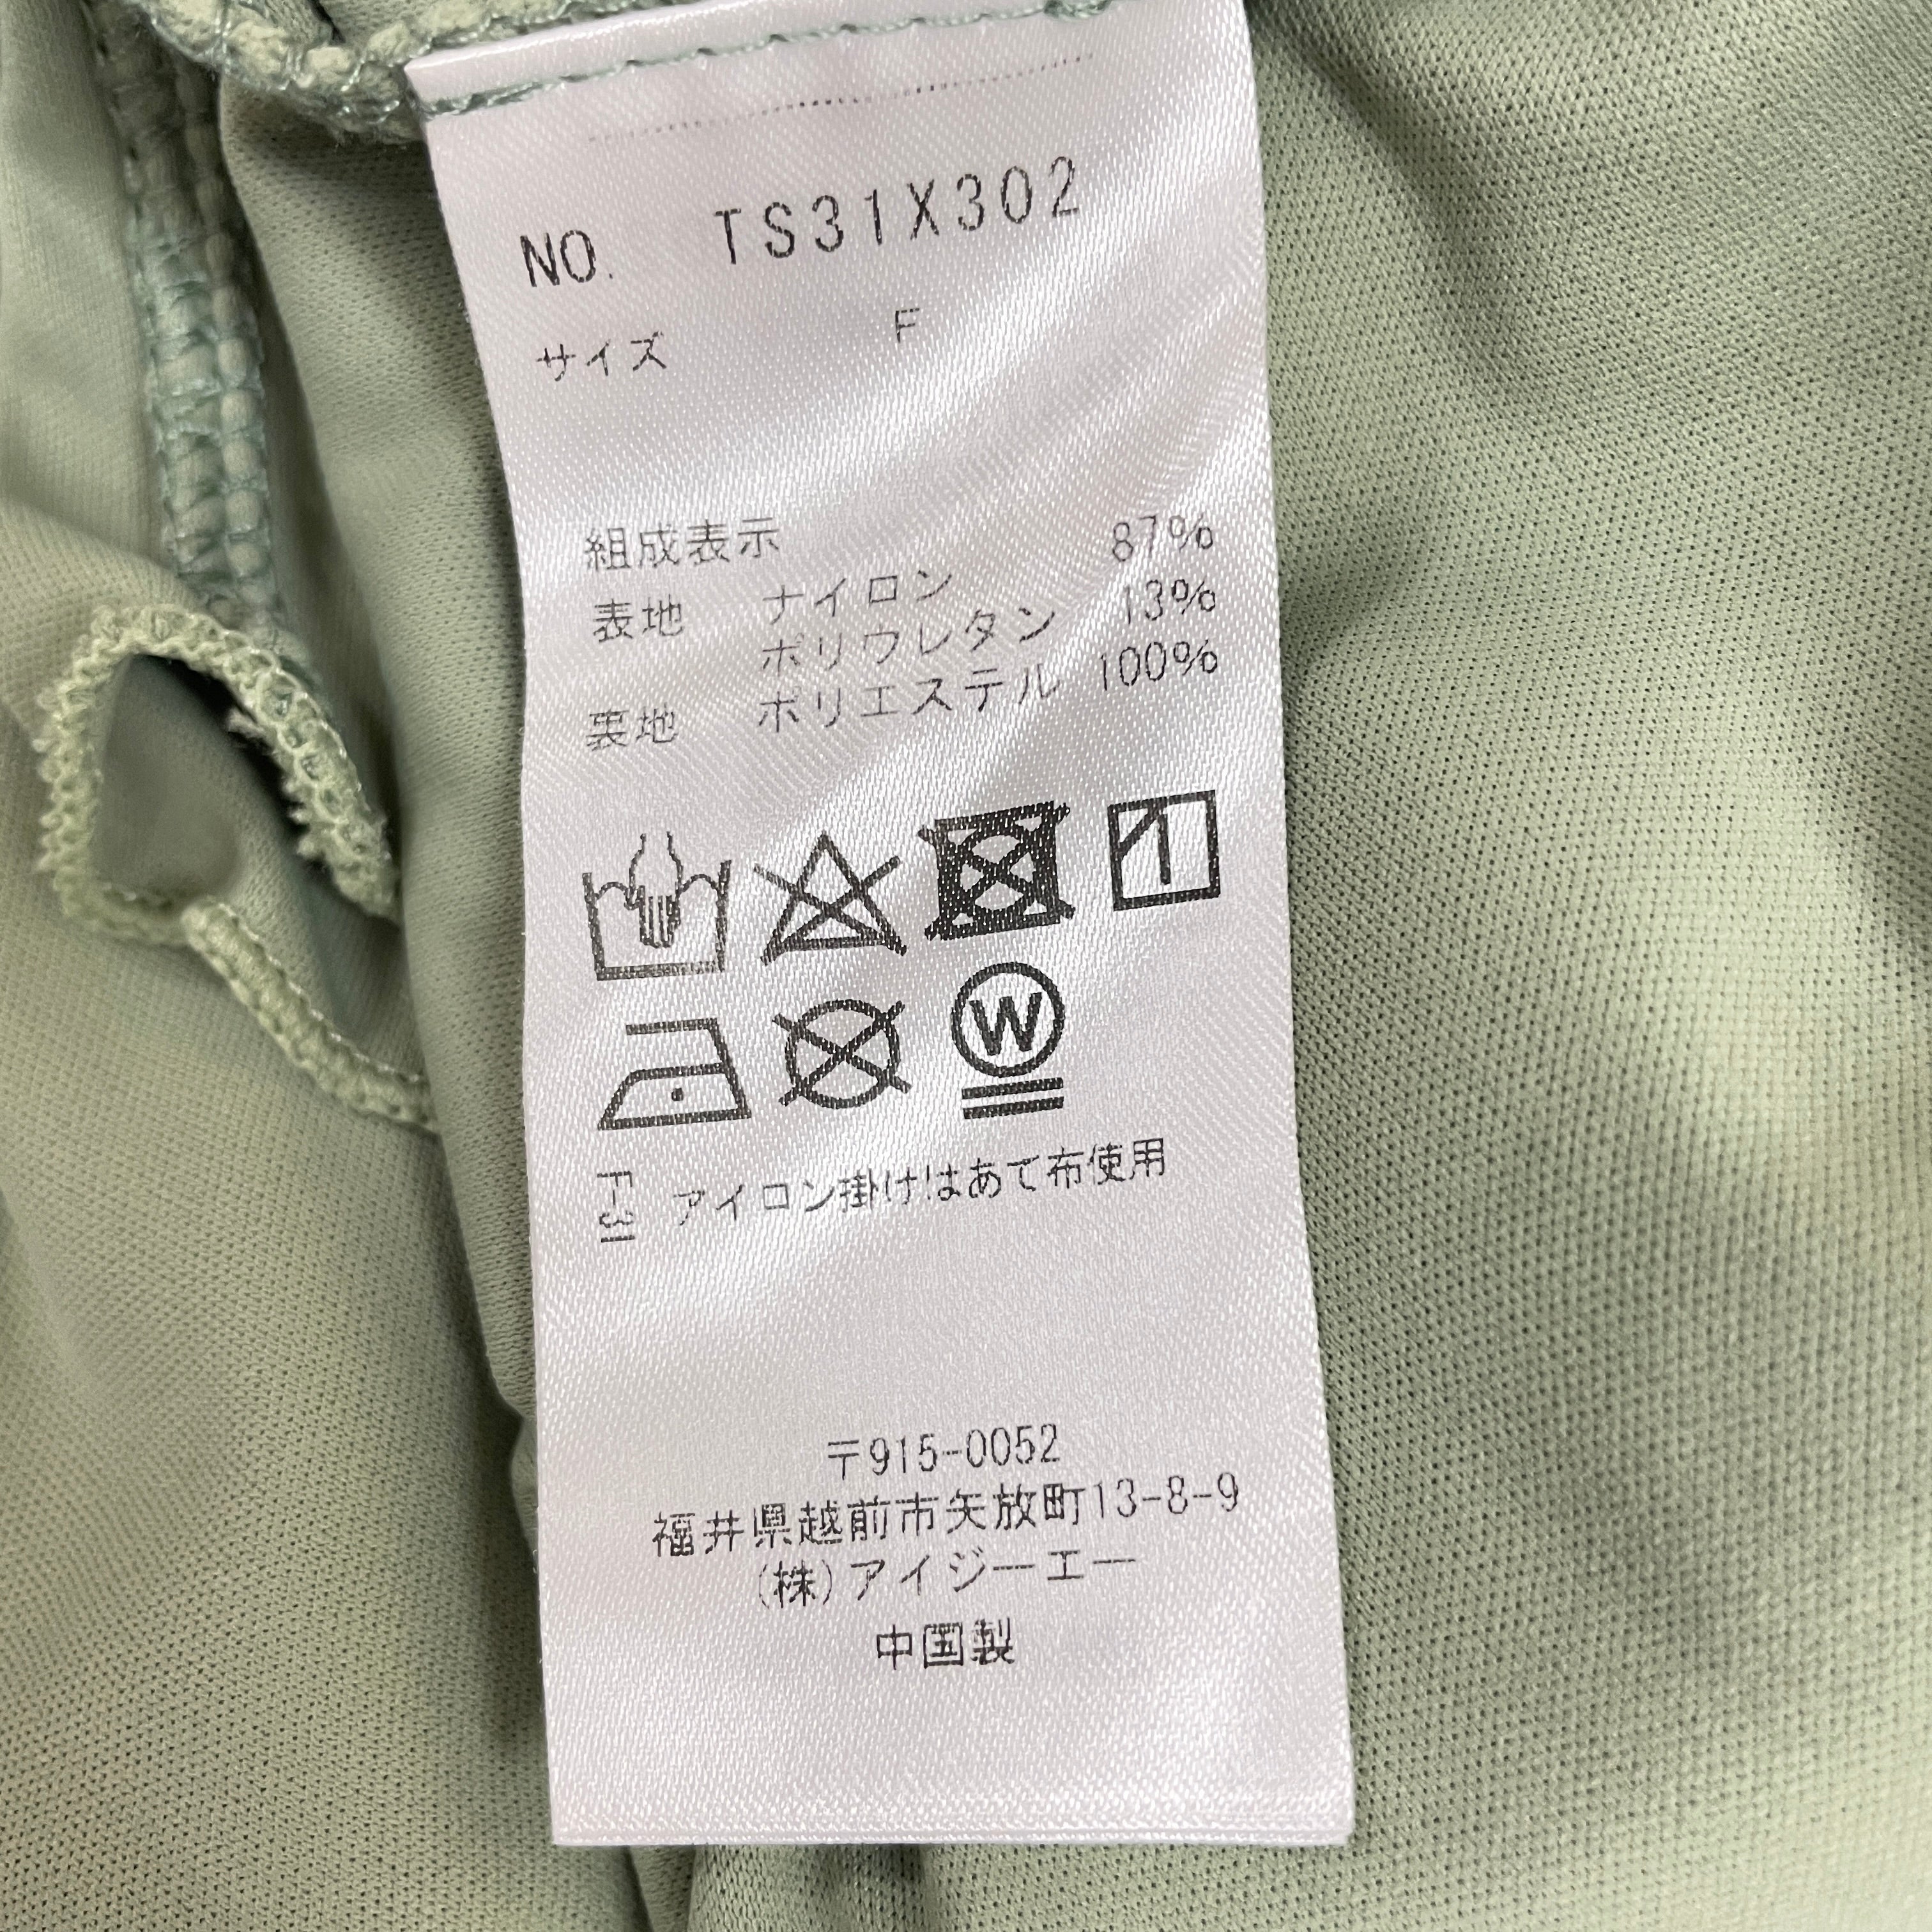 NO. TS31X302
サイズ F
組成表示
表地 ナイロン 87%
ポリウレタン 13%
裏地 ポリエステル 100%
W
F-31 アイロン掛けはあて布使用
〒915-0052
福井県越前市矢放町13-8-9
(株)アイジーエー
中国製